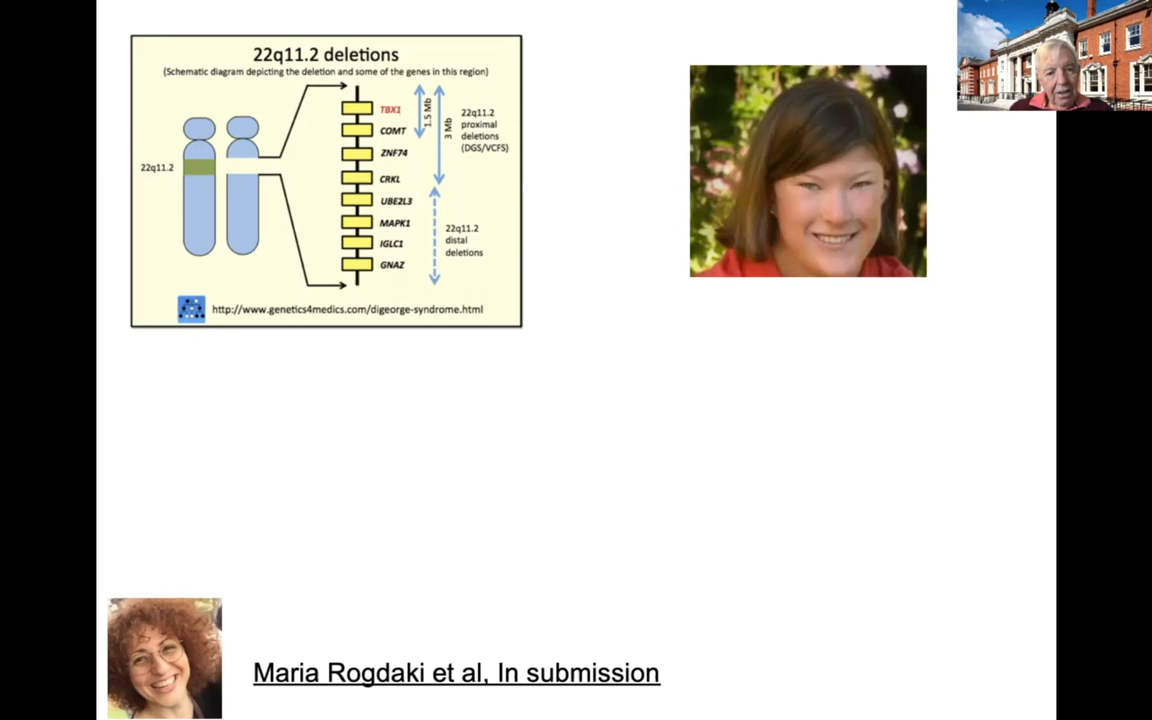 22q11.2 deletions
(Schematic diagram depicting the deletion and some of the genes in this region)
22q11.2
TBX1
COMT
ZNF74
CRKL
UBE2L3
MAPK1
IGLC1
GNAZ
1.5 Mb
3 Mb
22q11.2
proximal
deletions
(DGS/VCFS)
22q11.2
distal
deletions
http://www.genetics4medics.com/digeorge-syndrome.html
Maria Rogdaki et al, In submission